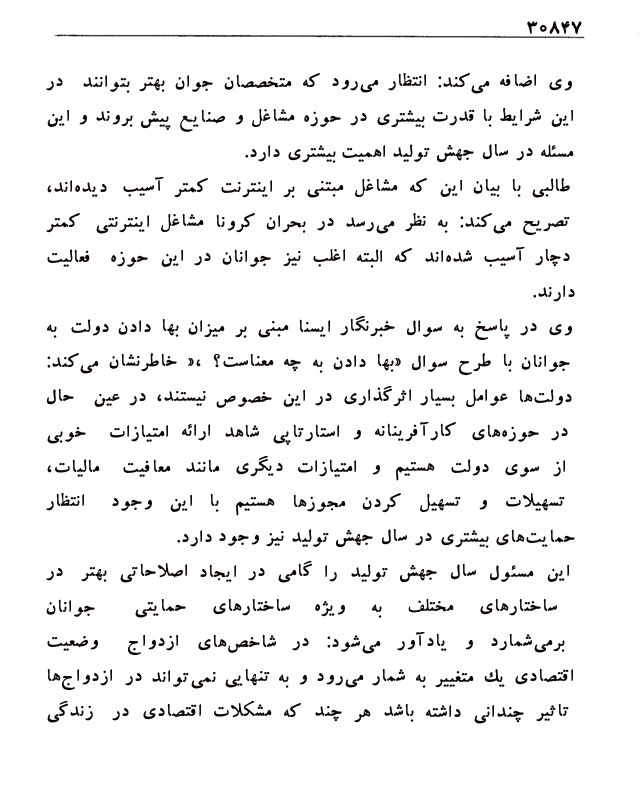 ۳۰۸۴۷
وی اضافه می‌کند: انتظار می‌رود که متخصصان جوان بهتر بتوانند در
این شرایط با قدرت بیشتری در حوزه مشاغل و صنایع پیش بروند و این
مسئله در سال جهش تولید اهمیت بیشتری دارد.
طالبی با بیان این که مشاغل مبتنی بر اینترنت کمتر آسیب دیده‌اند،
تصریح می‌کند: به نظر می‌رسد در بحران کرونا مشاغل اینترنتی کمتر
دچار آسیب شده‌اند که البته اغلب نیز جوانان در این حوزه فعالیت
دارند.
وی در پاسخ به سوال خبرنگار ایسنا مبنی بر میزان بها دادن دولت به
جوانان با طرح سوال «بها دادن به چه معناست؟ ،« خاطرنشان می‌کند:
دولت‌ها عوامل بسیار اثرگذاری در این خصوص نیستند، در عین حال
در حوزه‌های کارآفرینانه و استارتاپی شاهد ارائه امتیازات خوبی
از سوی دولت هستیم و امتیازات دیگری مانند معافیت مالیات،
تسهیلات و تسهیل کردن مجوزها هستیم با این وجود انتظار
حمایت‌های بیشتری در سال جهش تولید نیز وجود دارد.
این مسئول سال جهش تولید را گامی در ایجاد اصلاحاتی بهتر در
ساختارهای مختلف به ویژه ساختارهای حمایتی جوانان
برمی‌شمارد و یادآور می‌شود: در شاخص‌های ازدواج وضعیت
اقتصادی یك متغییر به شمار می‌رود و به تنهایی نمی‌تواند در ازدواج‌ها
تاثیر چندانی داشته باشد هر چند که مشکلات اقتصادی در زندگی